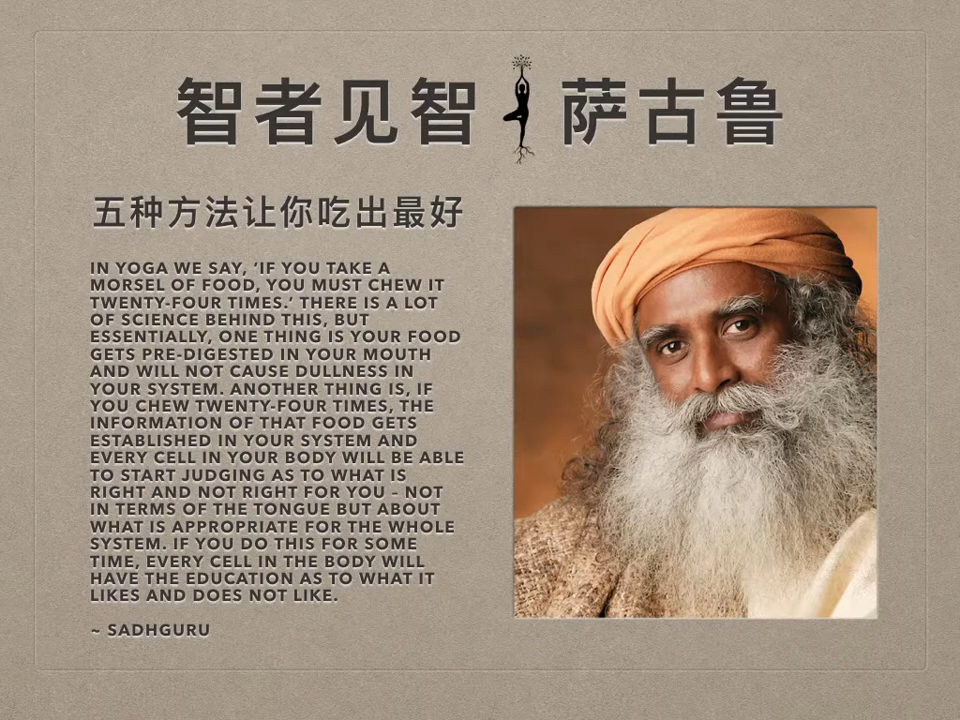 智者见智 萨古鲁
五种方法让你吃出最好
IN YOGA WE SAY, ‘IF YOU TAKE A
MORSEL OF FOOD, YOU MUST CHEW IT
TWENTY-FOUR TIMES.’ THERE IS A LOT
OF SCIENCE BEHIND THIS, BUT
ESSENTIALLY, ONE THING IS YOUR FOOD
GETS PRE-DIGESTED IN YOUR MOUTH
AND WILL NOT CAUSE DULLNESS IN
YOUR SYSTEM. ANOTHER THING IS, IF
YOU CHEW TWENTY-FOUR TIMES, THE
INFORMATION OF THAT FOOD GETS
ESTABLISHED IN YOUR SYSTEM AND
EVERY CELL IN YOUR BODY WILL BE ABLE
TO START JUDGING AS TO WHAT IS
RIGHT AND NOT RIGHT FOR YOU – NOT
IN TERMS OF THE TONGUE BUT ABOUT
WHAT IS APPROPRIATE FOR THE WHOLE
SYSTEM. IF YOU DO THIS FOR SOME
TIME, EVERY CELL IN THE BODY WILL
HAVE THE EDUCATION AS TO WHAT IT
LIKES AND DOES NOT LIKE.
~ SADHGURU